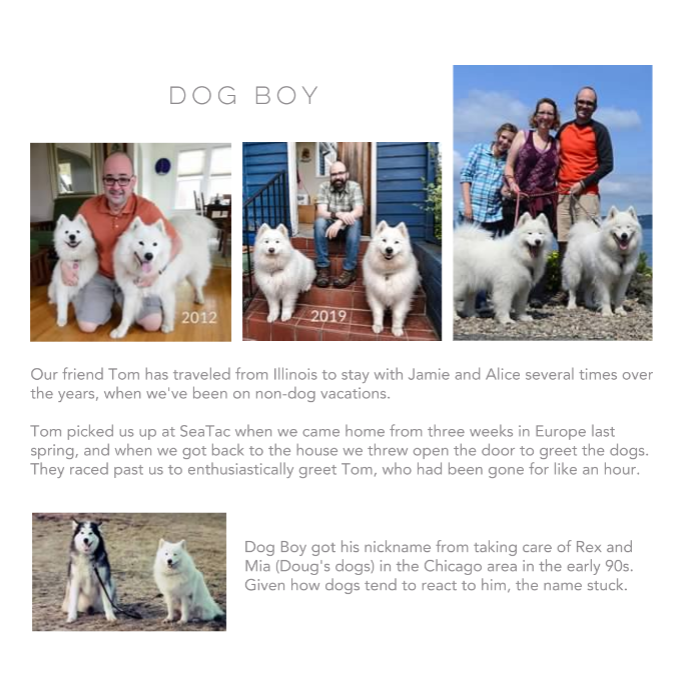 DOG BOY
2012
2019
Our friend Tom has traveled from Illinois to stay with Jamie and Alice several times over
the years, when we've been on non-dog vacations.
Tom picked us up at SeaTac when we came home from three weeks in Europe last
spring, and when we got back to the house we threw open the door to greet the dogs.
They raced past us to enthusiastically greet Tom, who had been gone for like an hour.
Dog Boy got his nickname from taking care of Rex and
Mia (Doug's dogs) in the Chicago area in the early 90s.
Given how dogs tend to react to him, the name stuck.